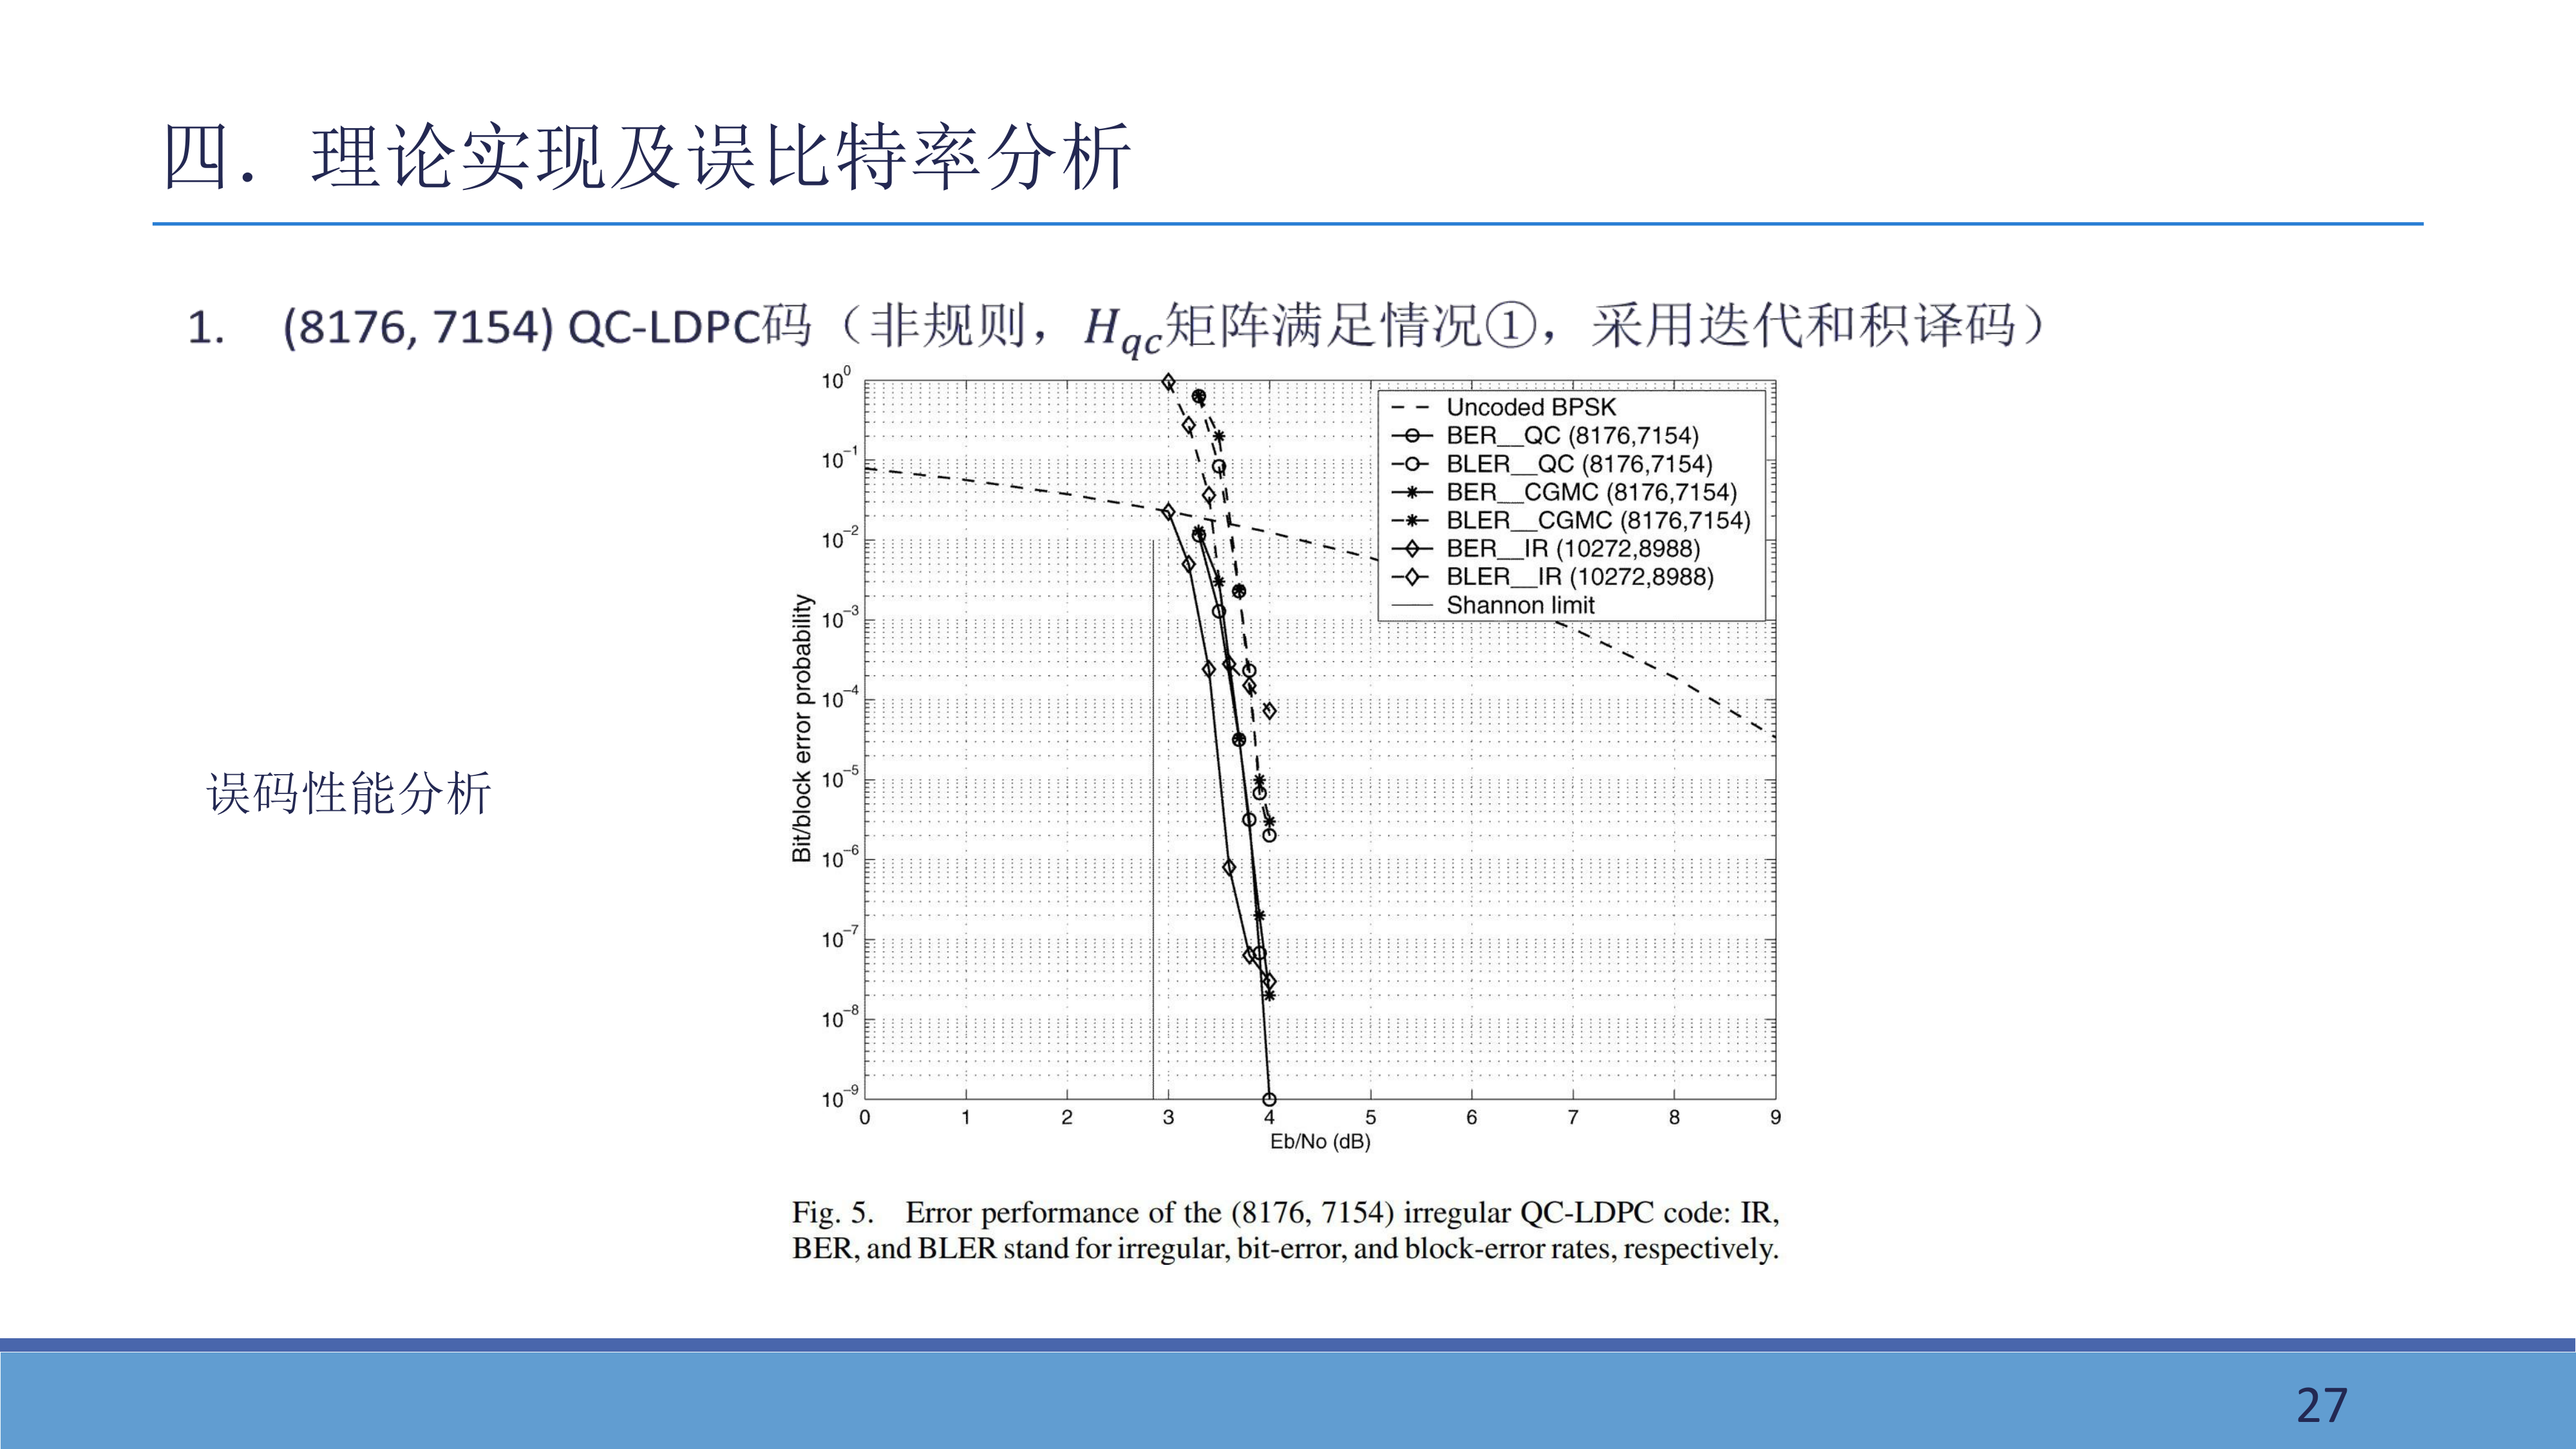 四．理论实现及误比特率分析
1. (8176, 7154) QC-LDPC码（非规则，H_qc矩阵满足情况①，采用迭代和积译码）
误码性能分析
Bit/block error probability
10^0
10^−1
10^−2
10^−3
10^−4
10^−5
10^−6
10^−7
10^−8
10^−9
Uncoded BPSK
BER__QC (8176,7154)
BLER__QC (8176,7154)
BER__CGMC (8176,7154)
BLER__CGMC (8176,7154)
BER__IR (10272,8988)
BLER__IR (10272,8988)
Shannon limit
0 1 2 3 4 5 6 7 8 9
Eb/No (dB)
Fig. 5. Error performance of the (8176, 7154) irregular QC-LDPC code: IR,
BER, and BLER stand for irregular, bit-error, and block-error rates, respectively.
27